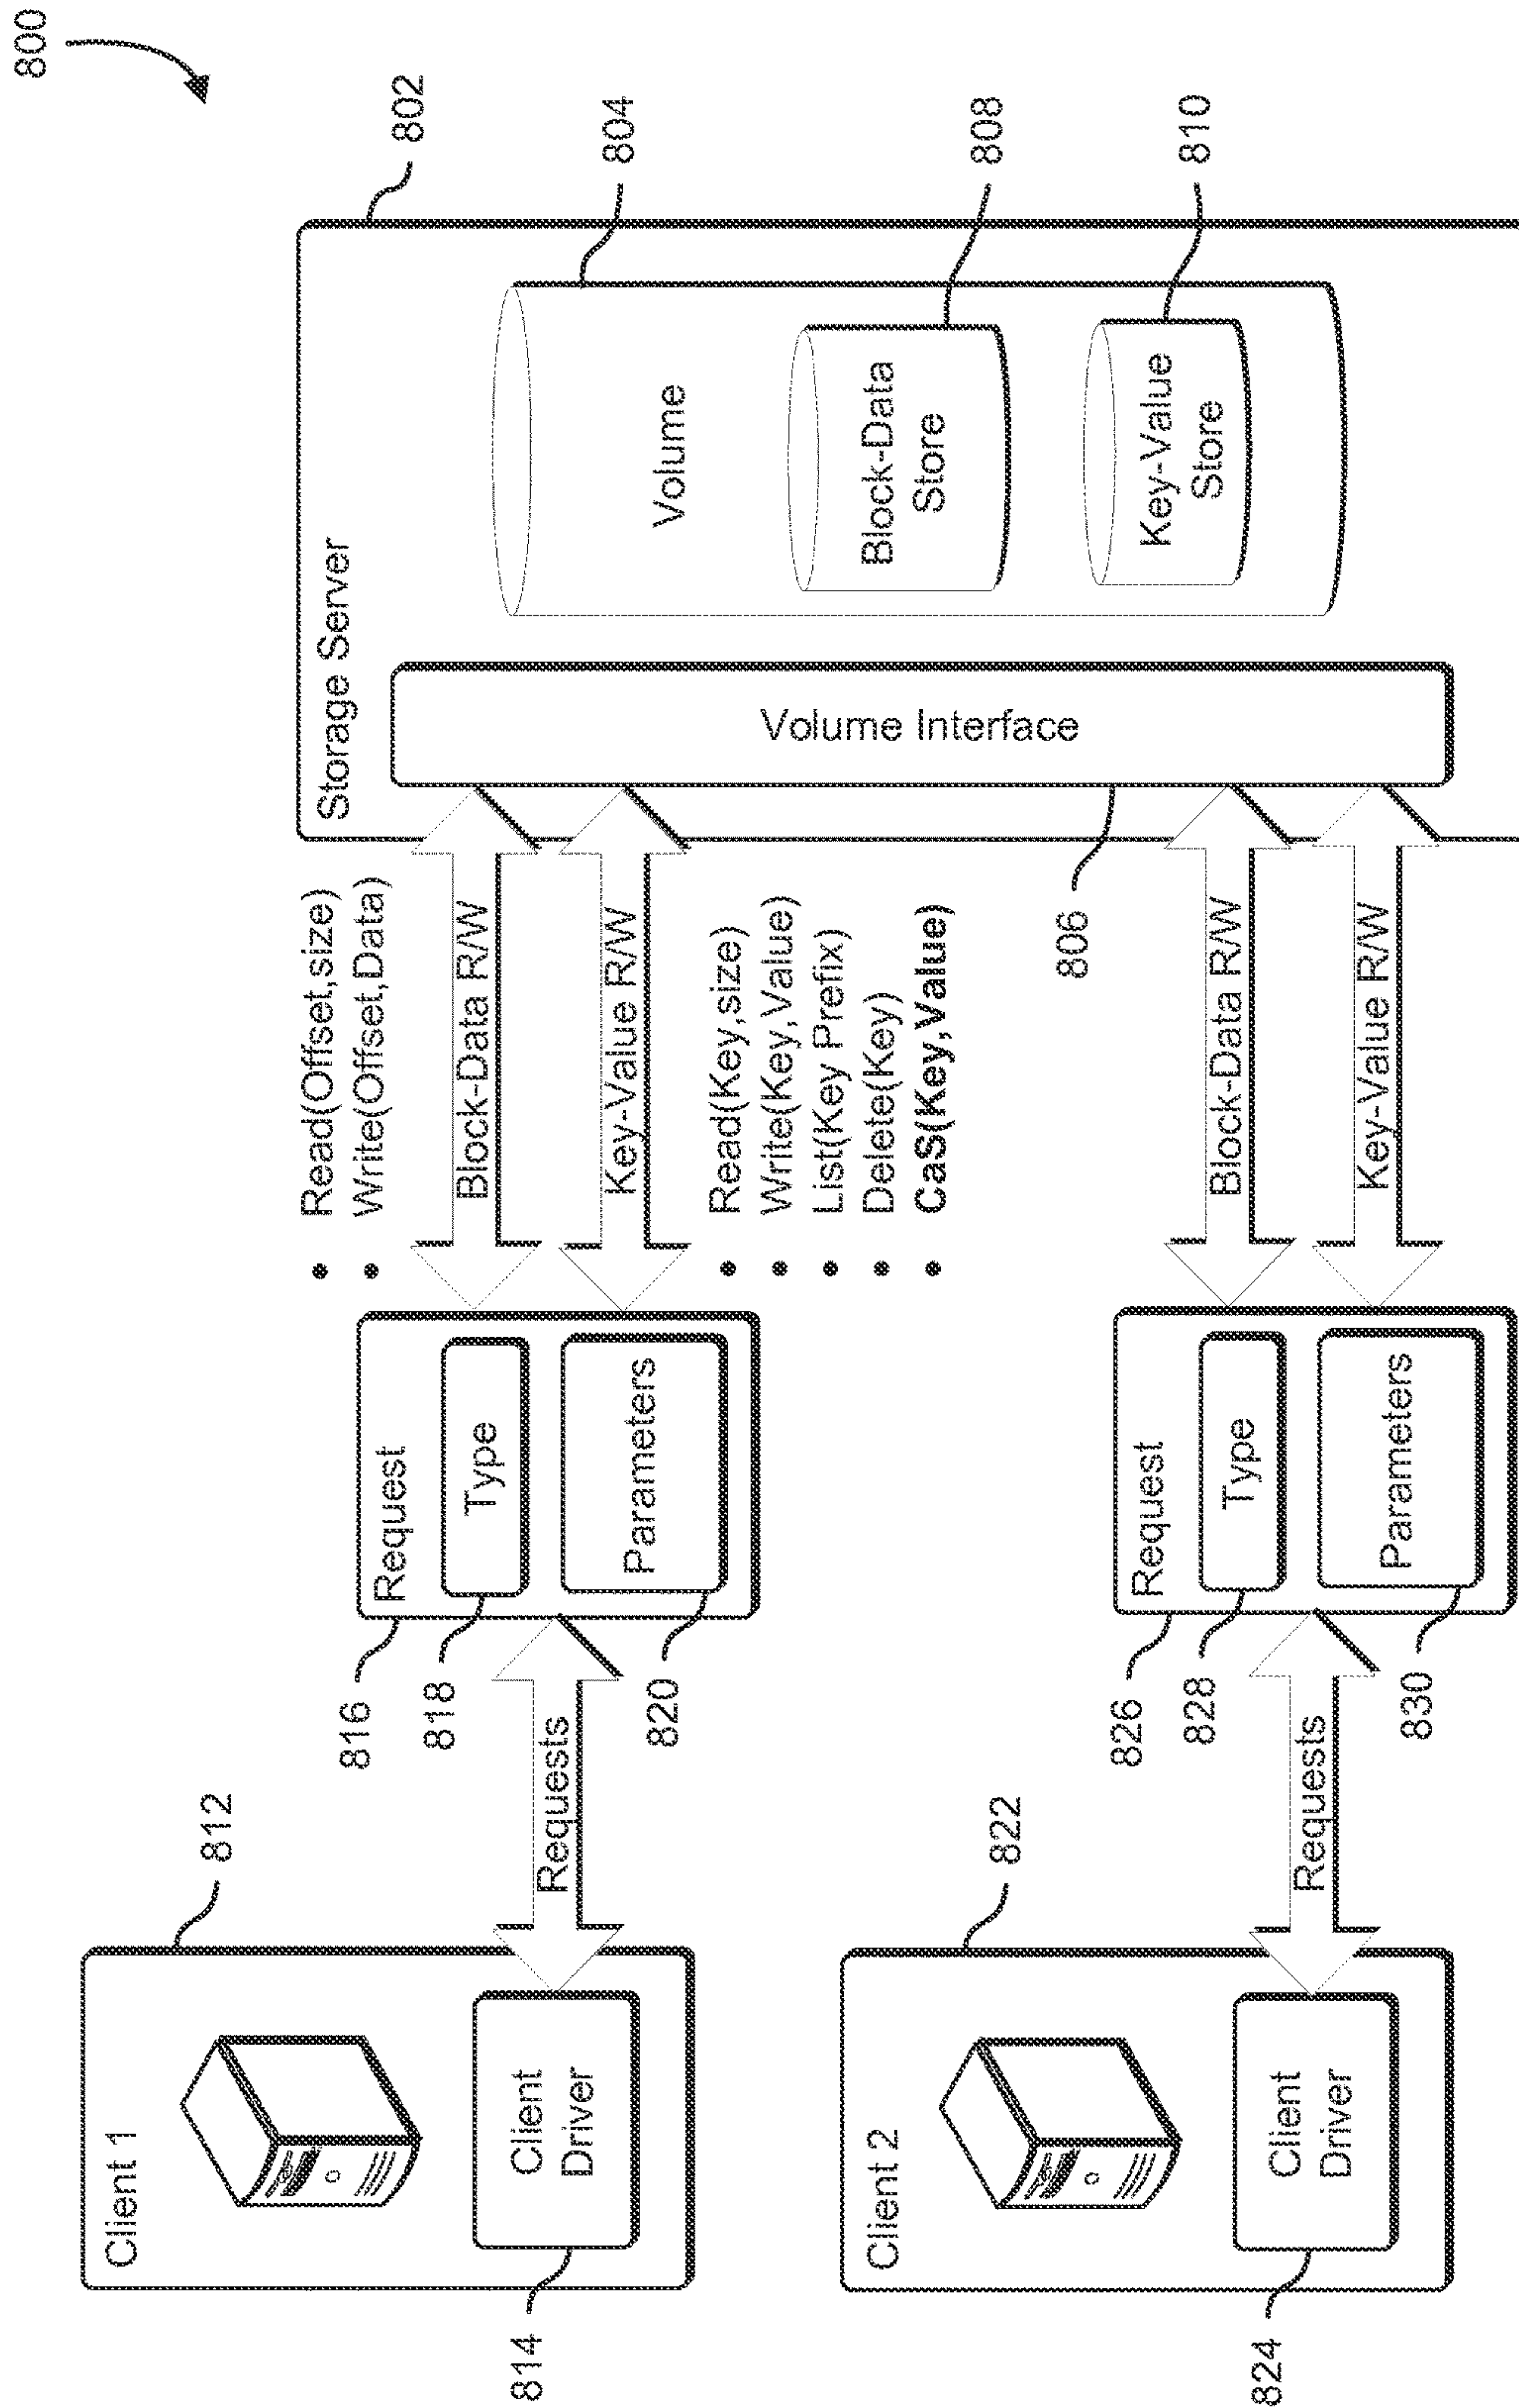 800
802
Storage Server
804
Volume
808
Block-Data
Store
810
Key-Value
Store
Volume Interface
806
• Read(Offset,size)
• Write(Offset,Data)
Block-Data R/W
Key-Value R/W
• Read(Key,size)
• Write(Key,Value)
• List(Key Prefix)
• Delete(Key)
• CaS(Key,Value)
Block-Data R/W
Key-Value R/W
816
Request
818
Type
820
Parameters
826
Request
828
Type
830
Parameters
Requests
Requests
812
Client 1
Client
Driver
814
822
Client 2
Client
Driver
824